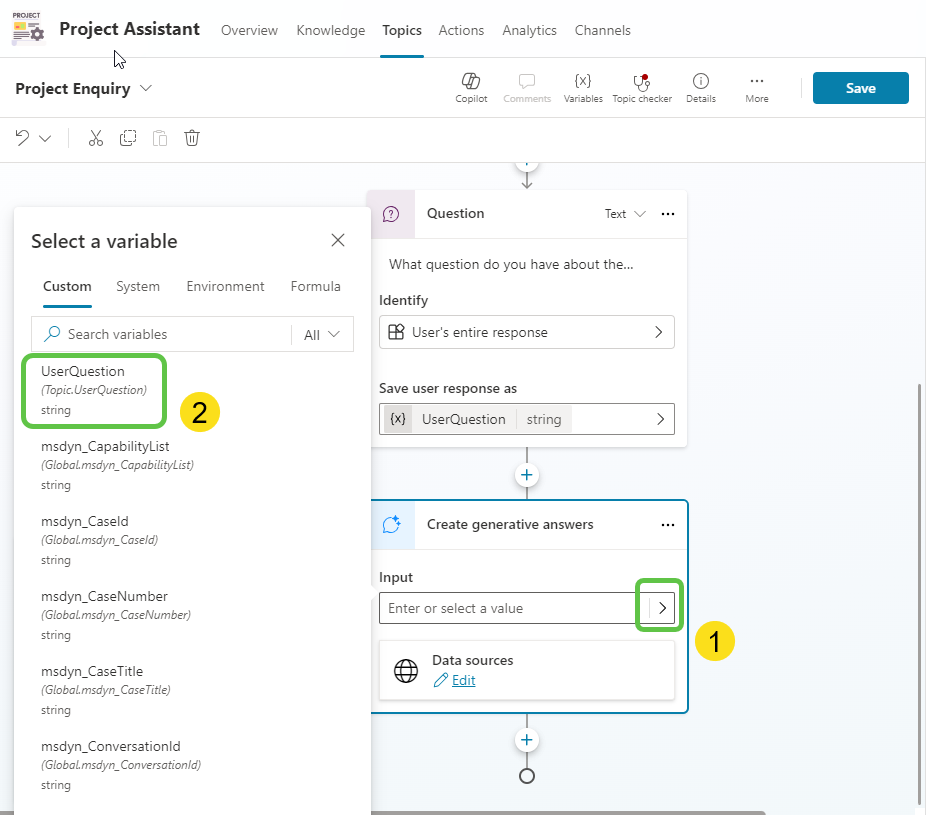 PROJECT
Project Assistant
Overview
Knowledge
Topics
Actions
Analytics
Channels
Project Enquiry
Copilot
Comments
{x}
Variables
Topic checker
Details
More
Save
Question
Text
What question do you have about the...
Identify
User's entire response
Save user response as
{x} UserQuestion string
Create generative answers
Input
Enter or select a value
1
Data sources
Edit
Select a variable
Custom
System
Environment
Formula
Search variables
All
UserQuestion
(Topic.UserQuestion)
string
2
msdyn_CapabilityList
(Global.msdyn_CapabilityList)
string
msdyn_CaseId
(Global.msdyn_CaseId)
string
msdyn_CaseNumber
(Global.msdyn_CaseNumber)
string
msdyn_CaseTitle
(Global.msdyn_CaseTitle)
string
msdyn_ConversationId
(Global.msdyn_ConversationId)
string